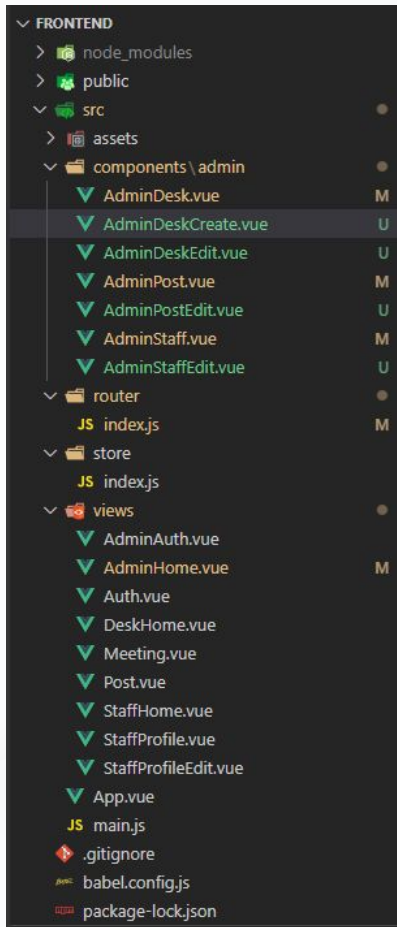 FRONTEND
node_modules
public
src
assets
components\admin
AdminDesk.vue M
AdminDeskCreate.vue U
AdminDeskEdit.vue U
AdminPost.vue M
AdminPostEdit.vue U
AdminStaff.vue M
AdminStaffEdit.vue U
router
JS index.js M
store
JS index.js
views
AdminAuth.vue
AdminHome.vue M
Auth.vue
DeskHome.vue
Meeting.vue
Post.vue
StaffHome.vue
StaffProfile.vue
StaffProfileEdit.vue
App.vue
JS main.js
.gitignore
babel.config.js
package-lock.json